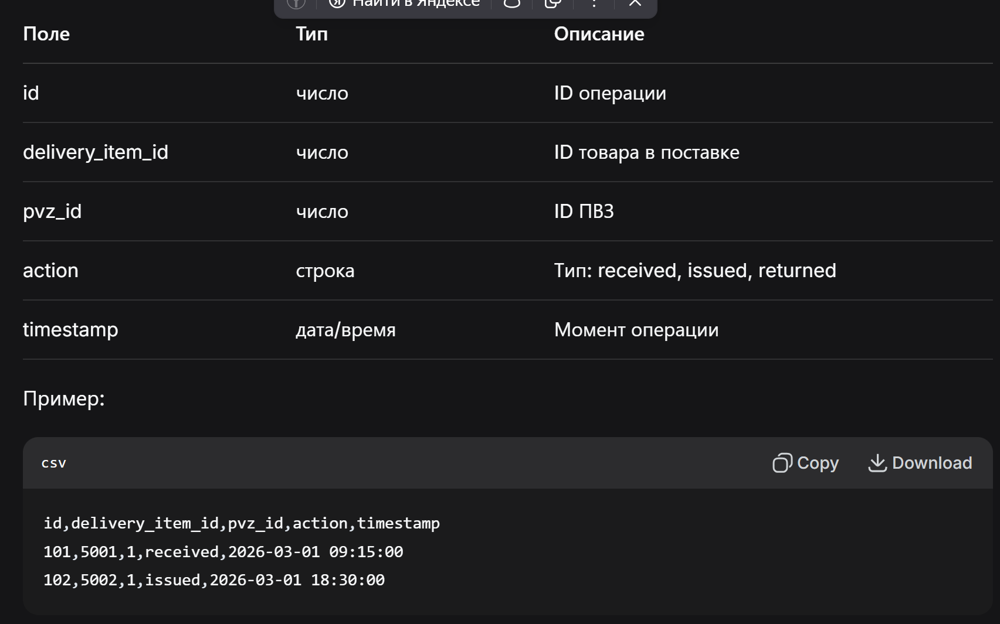 Найти в Яндексе
Поле Тип Описание
id число ID операции
delivery_item_id число ID товара в поставке
pvz_id число ID ПВЗ
action строка Тип: received, issued, returned
timestamp дата/время Момент операции
Пример:
csv Copy Download
id,delivery_item_id,pvz_id,action,timestamp
101,5001,1,received,2026-03-01 09:15:00
102,5002,1,issued,2026-03-01 18:30:00